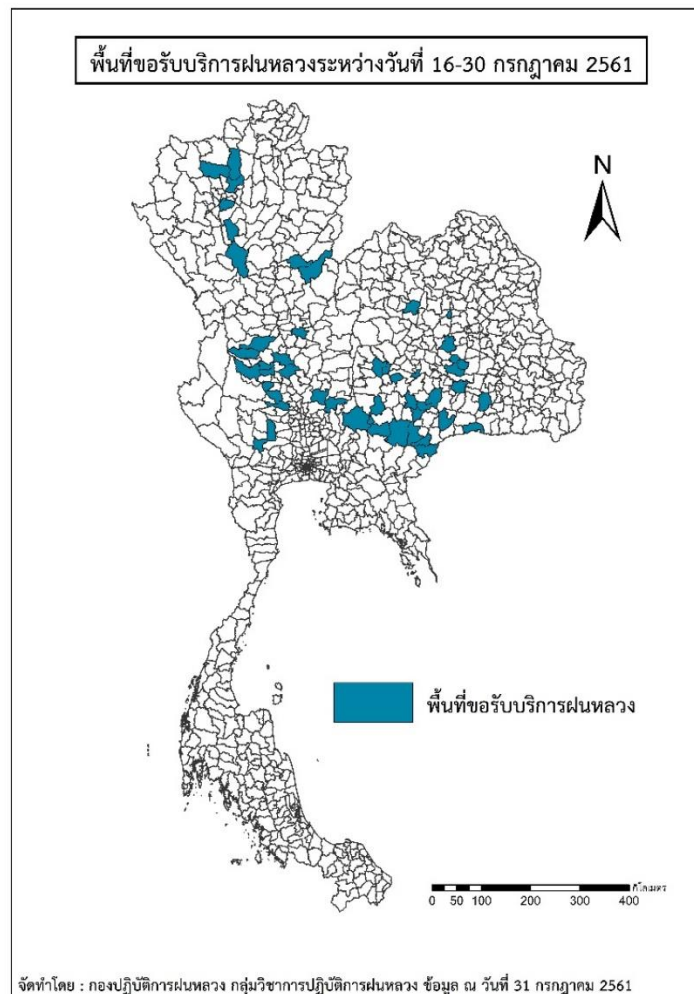 พื้นที่ขอรับบริการฝนหลวงระหว่างวันที่ 16-30 กรกฎาคม 2561
N
พื้นที่ขอรับบริการฝนหลวง
กิโลเมตร
0 50 100 200 300 400
จัดทำโดย : กองปฏิบัติการฝนหลวง กลุ่มวิชาการปฏิบัติการฝนหลวง ข้อมูล ณ วันที่ 31 กรกฎาคม 2561